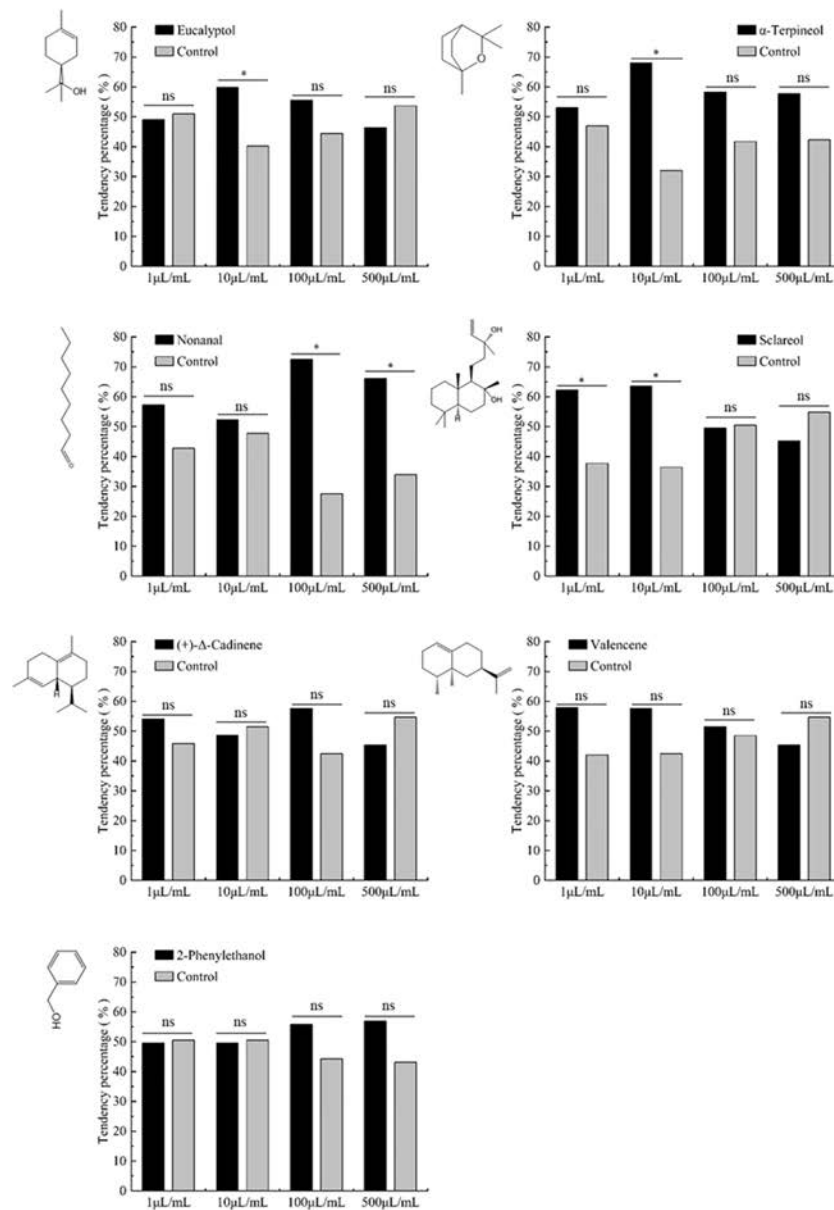 Eucalyptol
Control
Tendency percentage ( % )
80
70
60
50
40
30
20
10
0
ns
*
ns
ns
1μL/mL
10μL/mL
100μL/mL
500μL/mL
OH
α-Terpineol
Control
Tendency percentage ( % )
80
70
60
50
40
30
20
10
0
ns
*
ns
ns
1μL/mL
10μL/mL
100μL/mL
500μL/mL
O
Nonanal
Control
Tendency percentage ( % )
80
70
60
50
40
30
20
10
0
ns
ns
*
*
1μL/mL
10μL/mL
100μL/mL
500μL/mL
O
Sclareol
Control
Tendency percentage ( % )
80
70
60
50
40
30
20
10
0
*
*
ns
ns
1μL/mL
10μL/mL
100μL/mL
500μL/mL
OH
OH
H
(+)-Δ-Cadinene
Control
Tendency percentage ( % )
80
70
60
50
40
30
20
10
0
ns
ns
ns
ns
1μL/mL
10μL/mL
100μL/mL
500μL/mL
H
Valencene
Control
Tendency percentage ( % )
80
70
60
50
40
30
20
10
0
ns
ns
ns
ns
1μL/mL
10μL/mL
100μL/mL
500μL/mL
2-Phenylethanol
Control
Tendency percentage ( % )
80
70
60
50
40
30
20
10
0
ns
ns
ns
ns
1μL/mL
10μL/mL
100μL/mL
500μL/mL
OH